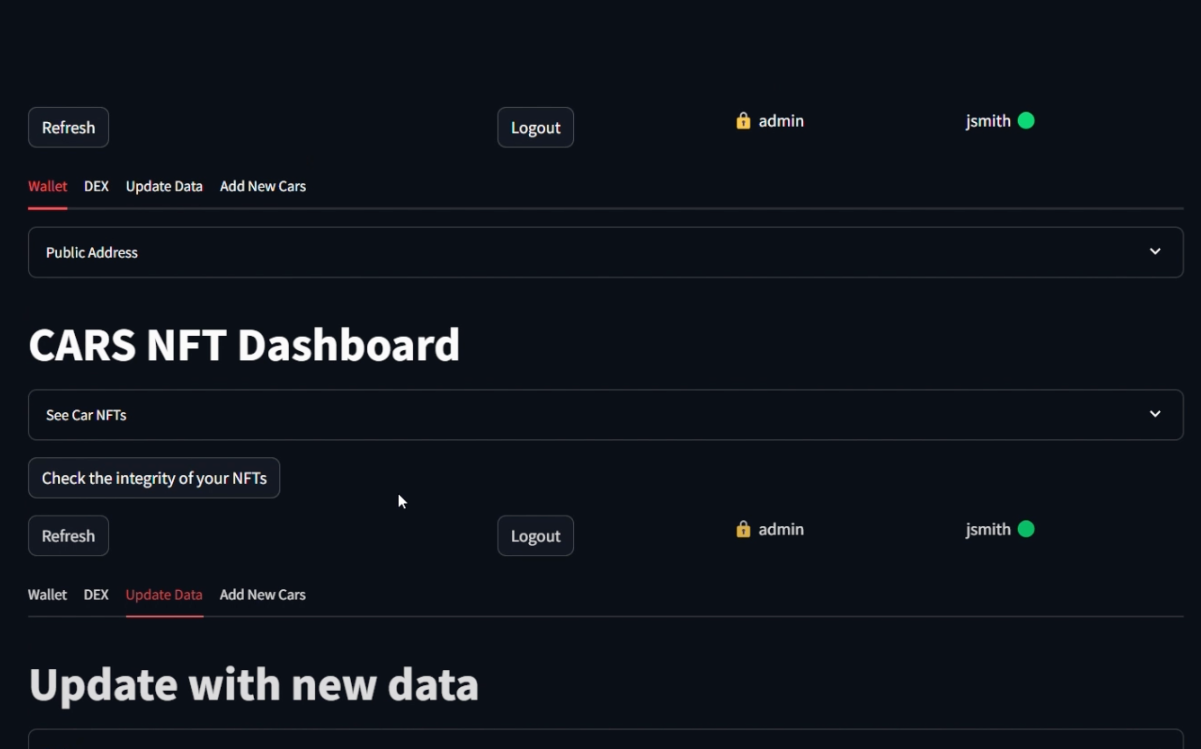 Refresh Logout admin jsmith
Wallet DEX Update Data Add New Cars
Public Address
CARS NFT Dashboard
See Car NFTs
Check the integrity of your NFTs
Refresh Logout admin jsmith
Wallet DEX Update Data Add New Cars
Update with new data